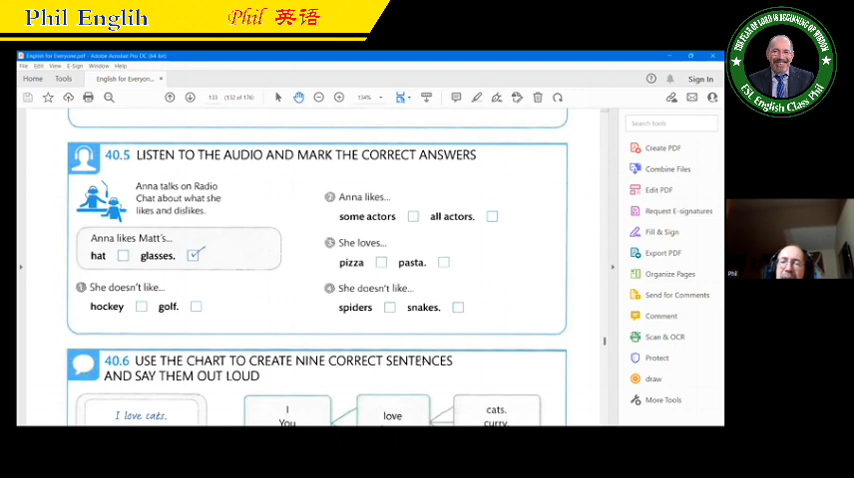 Phil Englih
Phil 英语
THE FEAR OF LORD IS BEGINNING OF WISDOM
ESL English Class Phil
English for Everyone.pdf - Adobe Acrobat Pro DC (64-bit)
File Edit View E-Sign Window Help
Home Tools English for Everyon... ×
Sign In
133 (132 of 176) 134%
40.5 LISTEN TO THE AUDIO AND MARK THE CORRECT ANSWERS
Anna talks on Radio
Chat about what she
likes and dislikes.
Anna likes Matt's...
hat glasses.
1 She doesn't like...
hockey golf.
2 Anna likes...
some actors all actors.
3 She loves...
pizza pasta.
4 She doesn't like...
spiders snakes.
40.6 USE THE CHART TO CREATE NINE CORRECT SENTENCES
AND SAY THEM OUT LOUD
I love cats.
I
You
love
cats.
curry.
Search tools
Create PDF
Combine Files
Edit PDF
Request E-signatures
Fill & Sign
Export PDF
Organize Pages
Send for Comments
Comment
Scan & OCR
Protect
draw
More Tools
Phil